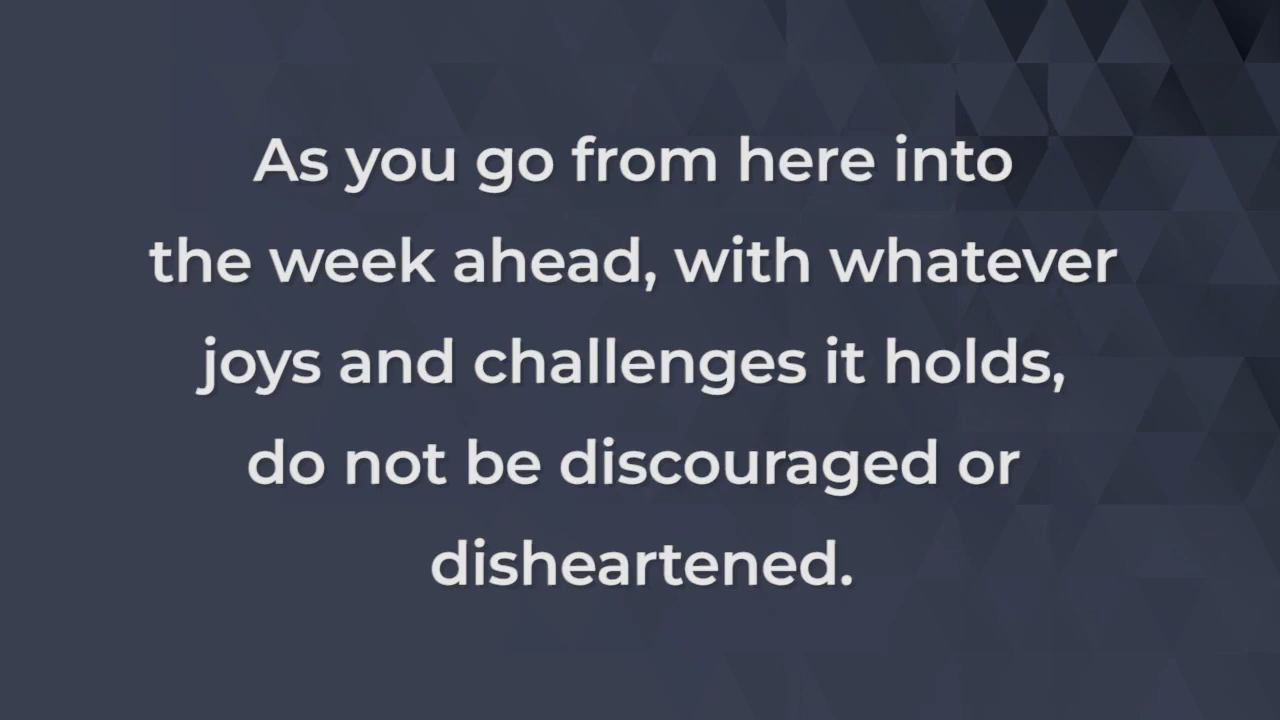 As you go from here into
the week ahead, with whatever
joys and challenges it holds,
do not be discouraged or
disheartened.